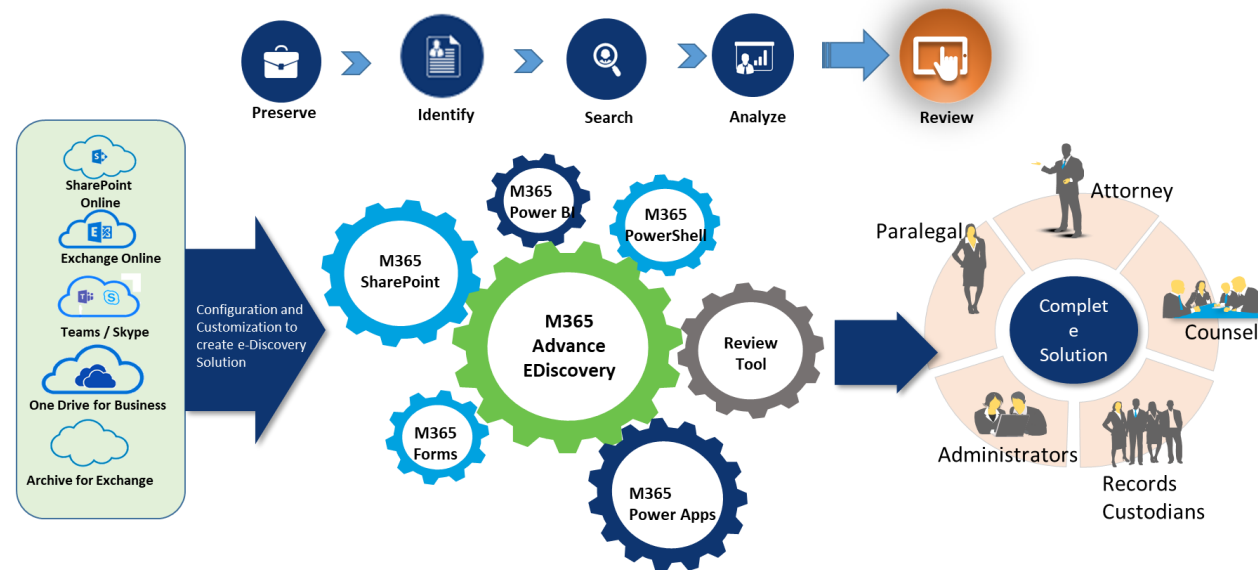 Preserve
Identify
Search
Analyze
Review
SharePoint
Online
Exchange Online
Teams / Skype
One Drive for Business
Archive for Exchange
Configuration and
Customization to
create e-Discovery
Solution
M365
Power BI
M365
PowerShell
M365
SharePoint
M365
Advance
EDiscovery
Review
Tool
M365
Forms
M365
Power Apps
Attorney
Paralegal
Complet
e
Solution
Counsel
Administrators
Records
Custodians